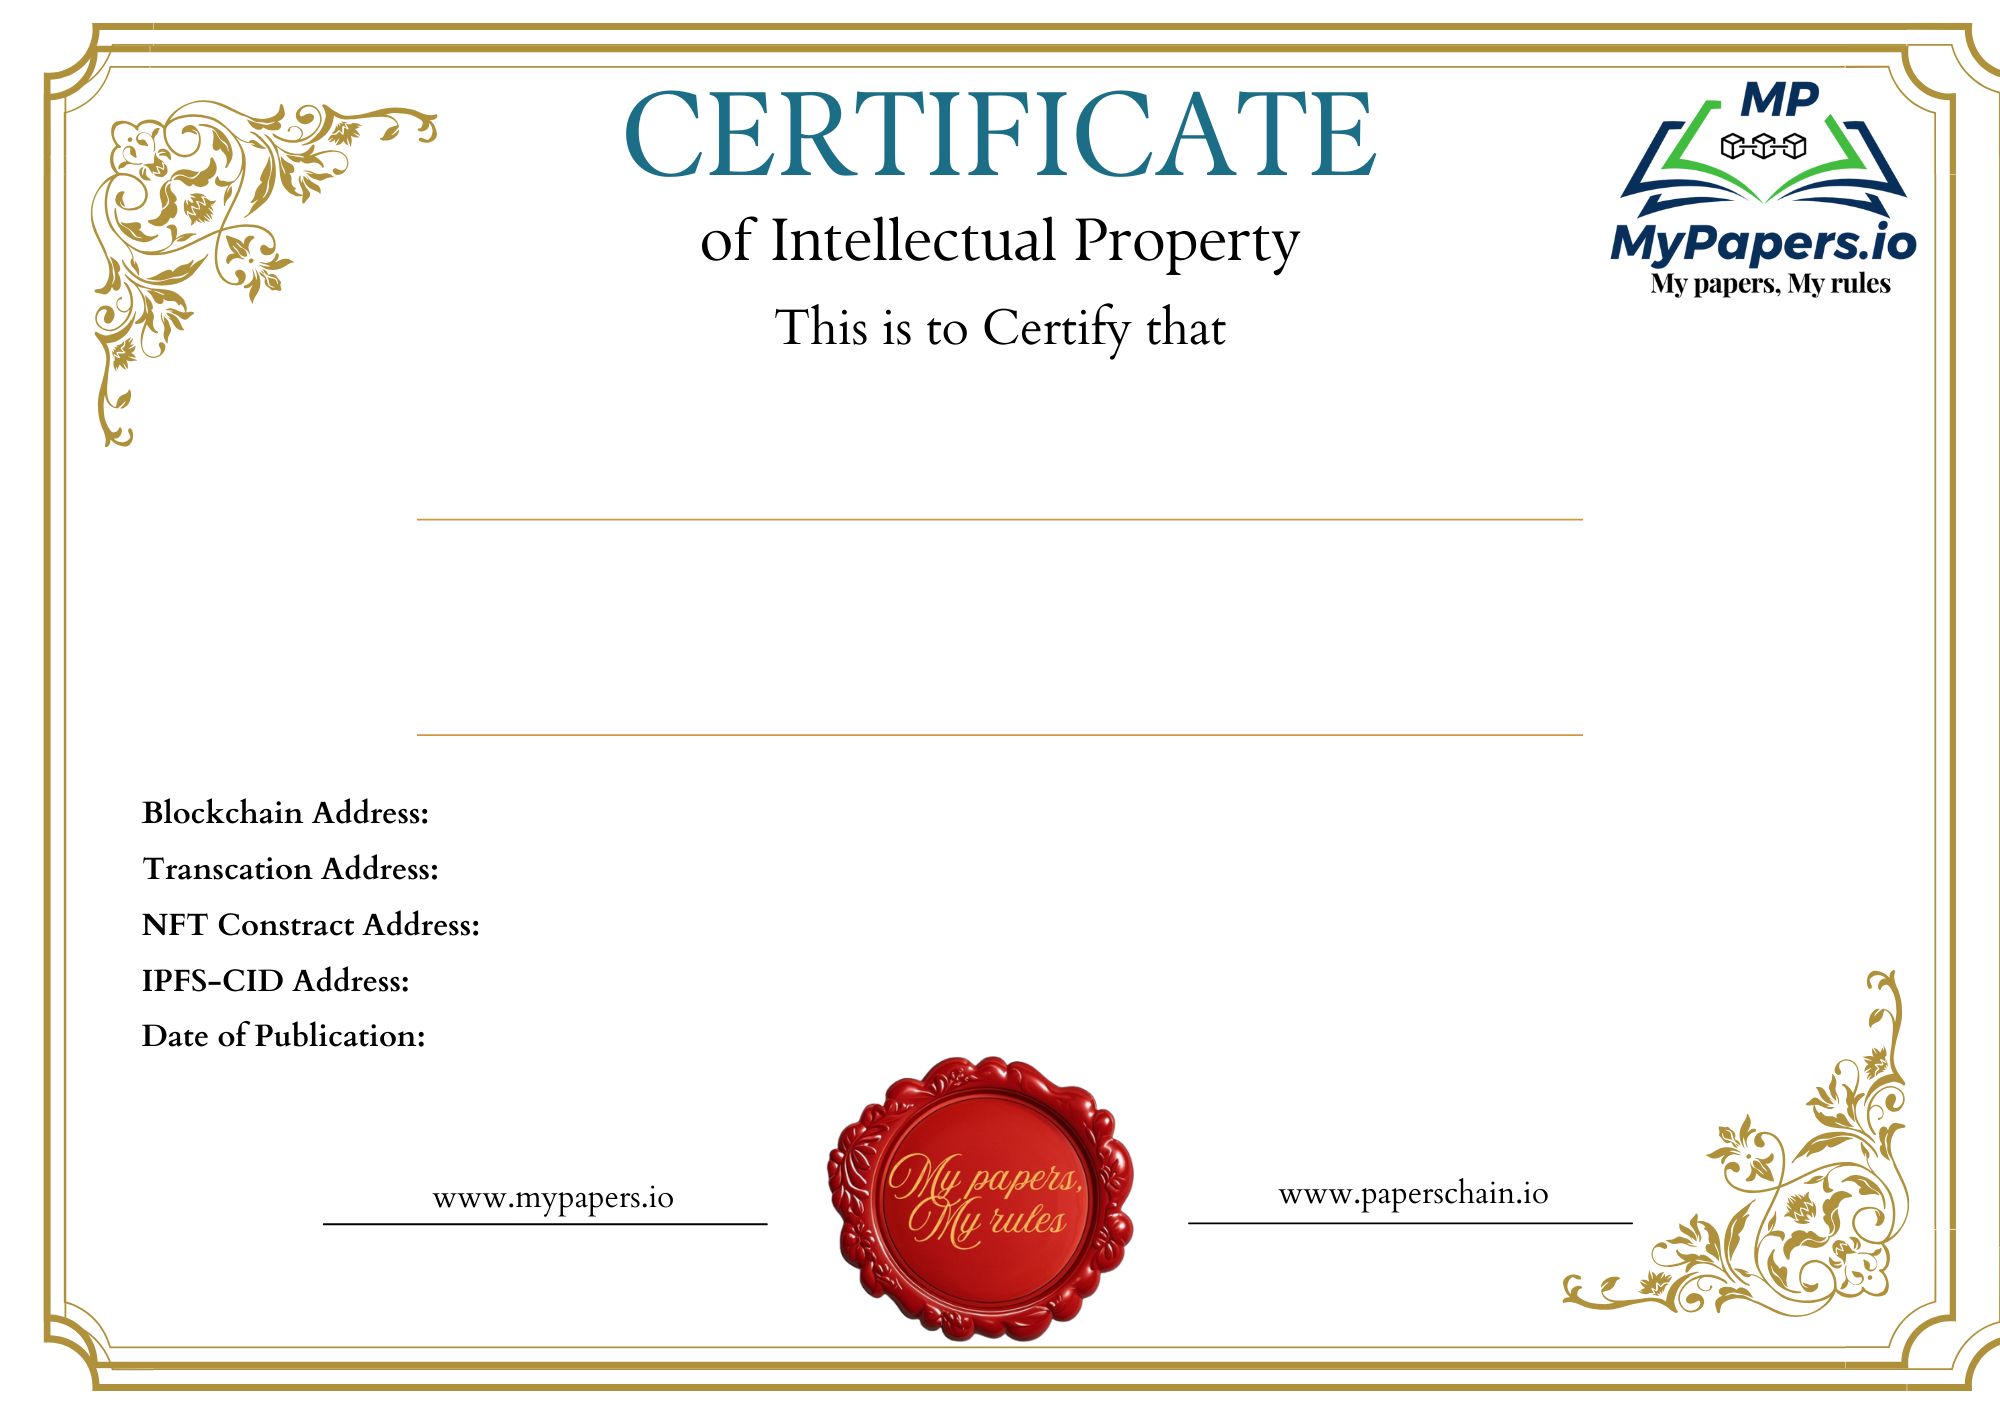 CERTIFICATE
MP
MyPapers.io
My papers, My rules
of Intellectual Property
This is to Certify that
Blockchain Address:
Transcation Address:
NFT Constract Address:
IPFS-CID Address:
Date of Publication:
www.mypapers.io
My papers,
My rules
www.paperschain.io